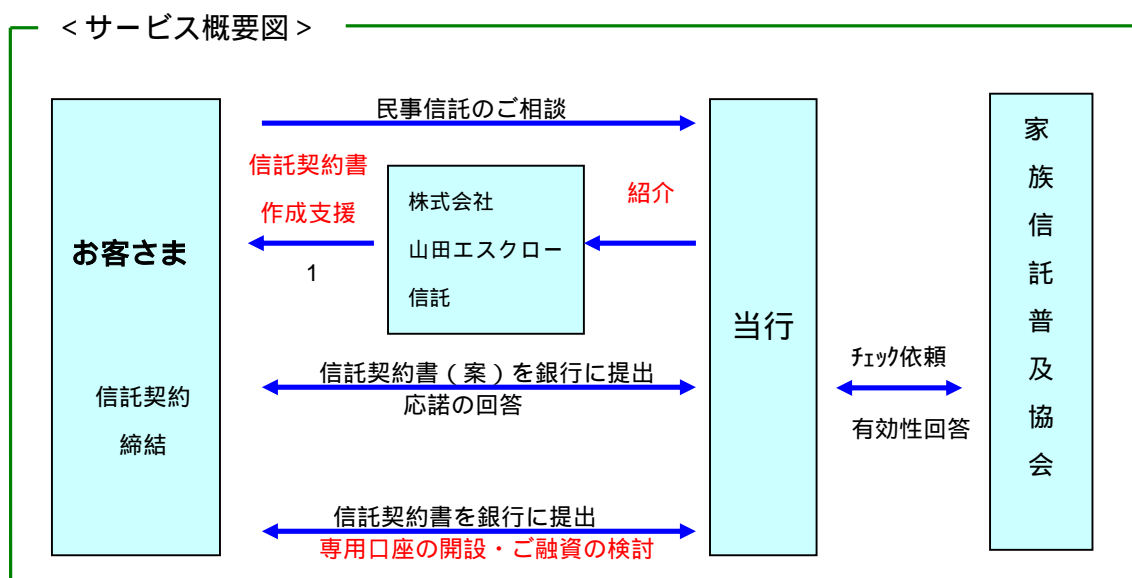 ＜サービス概要図＞
民事信託のご相談
信託契約書
作成支援
1
株式会社
山田エスクロー
信託
紹介
お客さま
信託契約
締結
当行
家族信託普及協会
ﾁｪｯｸ依頼
有効性回答
信託契約書（案）を銀行に提出
応諾の回答
信託契約書を銀行に提出
専用口座の開設・ご融資の検討